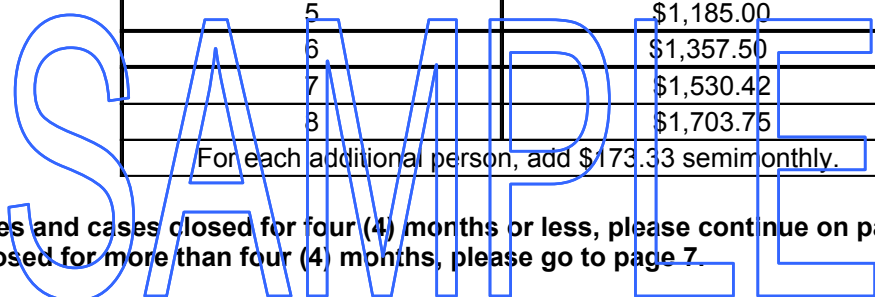 5 $1,185.00
6 $1,357.50
7 $1,530.42
8 $1,703.75
For each additional person, add $173.33 semimonthly.
es and cases closed for four (4) months or less, please continue on pa
osed for more than four (4) months, please go to page 7.
SAMPLE